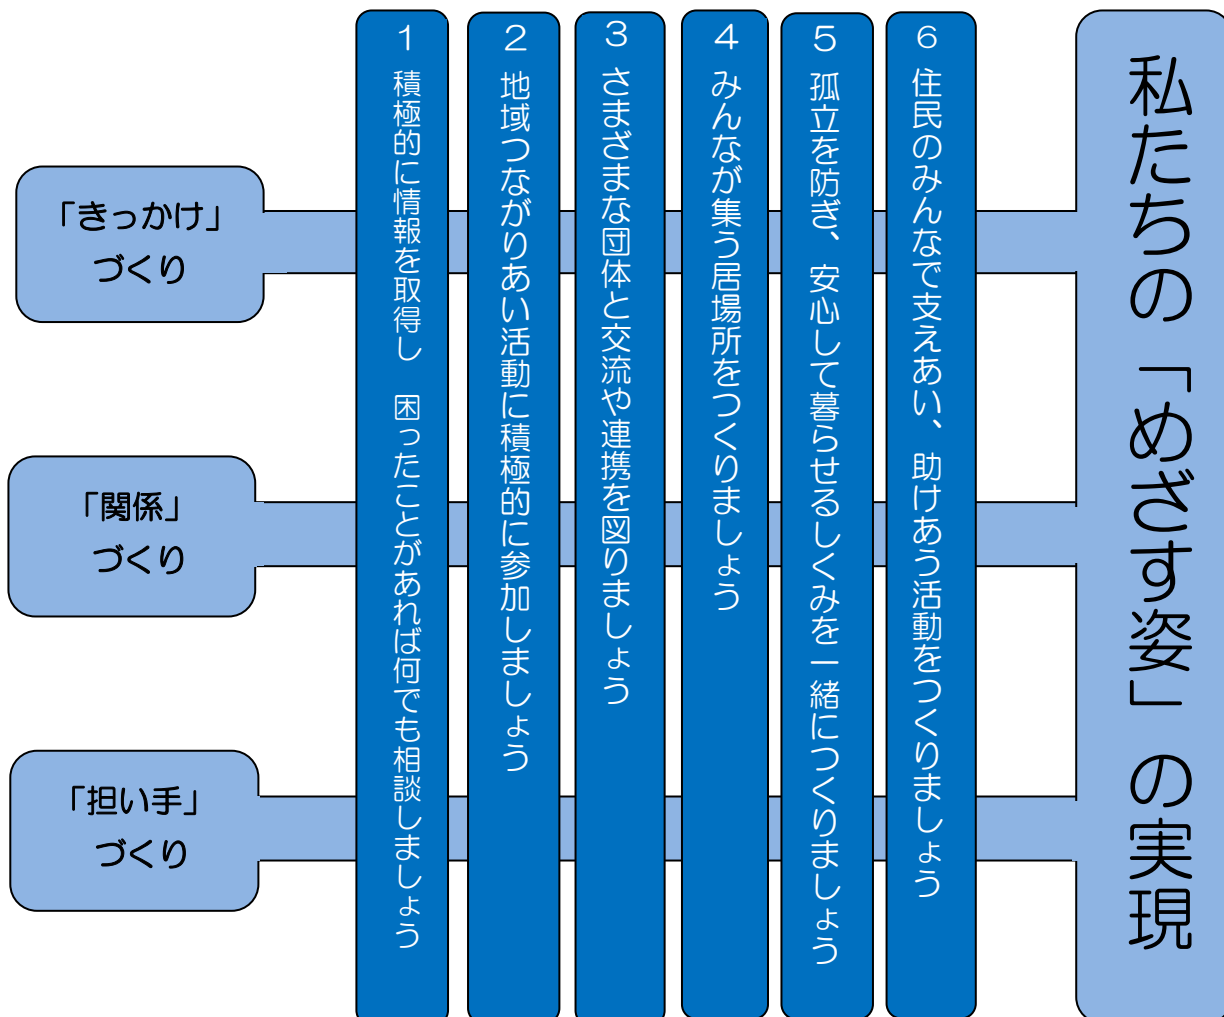 「きっかけ」
づくり
「関係」
づくり
「担い手」
づくり
1 積極的に情報を取得し 困ったことがあれば何でも相談しましょう
2 地域つながりあい活動に積極的に参加しましょう
3 さまざまな団体と交流や連携を図りましょう
4 みんなが集う居場所をつくりましょう
5 孤立を防ぎ、安心して暮らせるしくみを一緒につくりましょう
6 住民のみんなで支えあい、助けあう活動をつくりましょう
私たちの「めざす姿」の実現